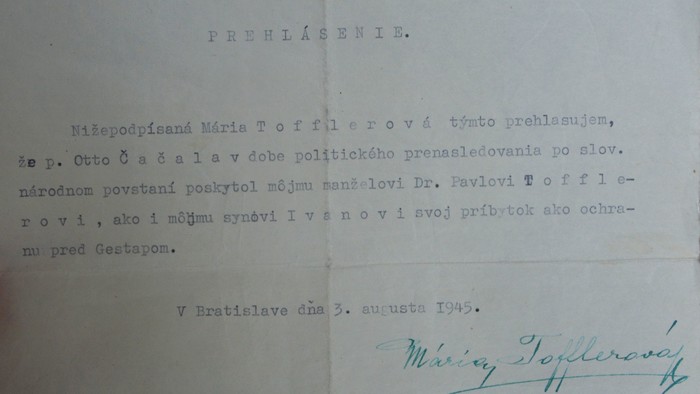 P R E H L Á S E N I E.
Nižepodpísaná Mária T o f f l e r o v á týmto prehlasujem,
že p. Otto Č a č a l a v dobe politického prenasledovania po slov.
národnom povstaní poskytol môjmu manželovi Dr. Pavlovi T o f f l e-
r o v i , ako i môjmu synovi I v a n o v i svoj príbytok ako ochra-
nu pred Gestapom.
V Bratislave dňa 3. augusta 1945.
Mária Tofflerová